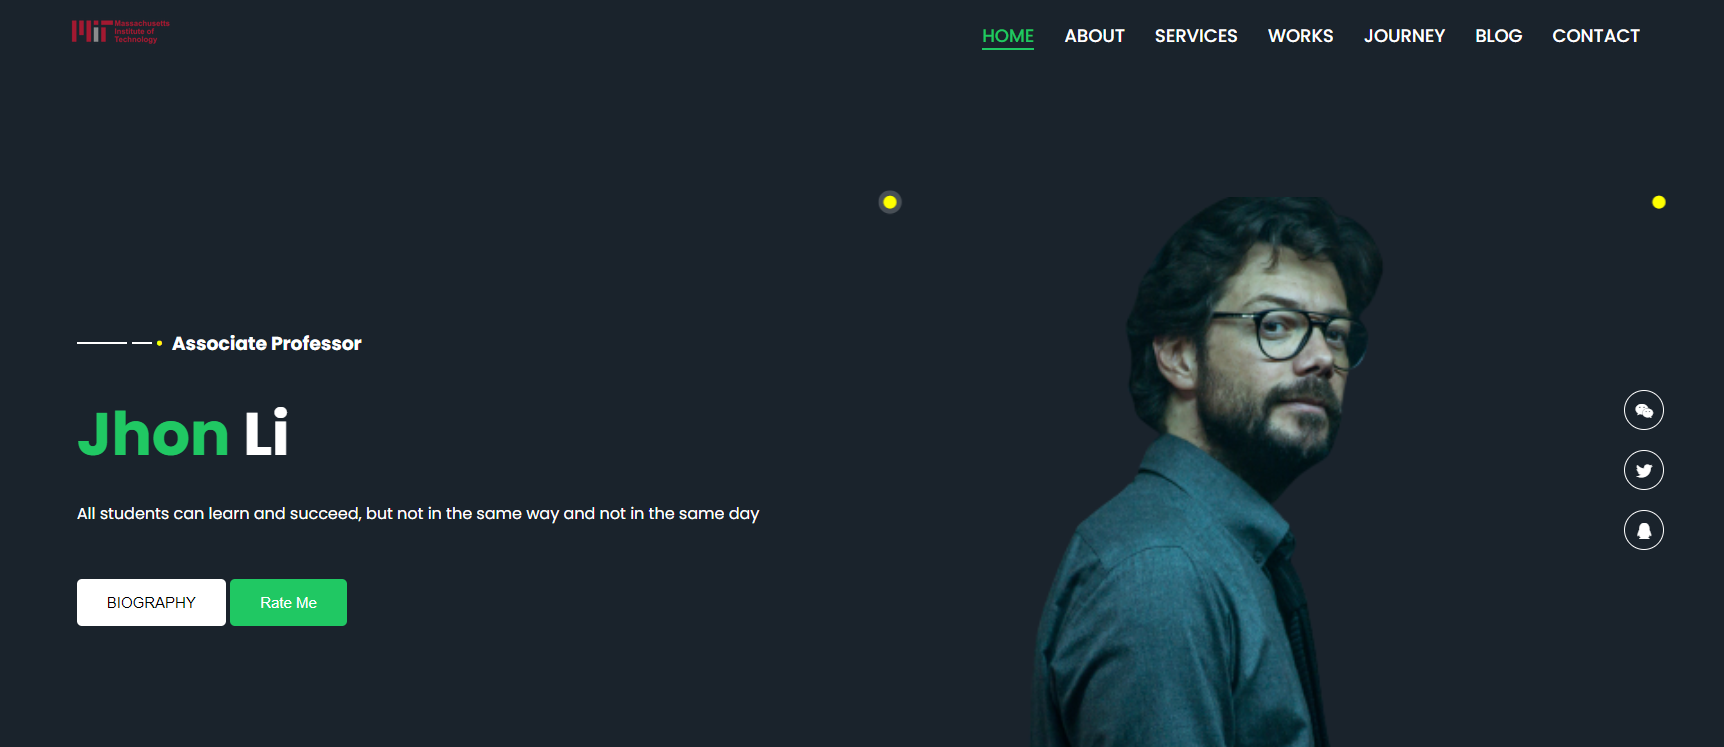 Massachusetts
Institute of
Technology
HOME ABOUT SERVICES WORKS JOURNEY BLOG CONTACT
Associate Professor
Jhon Li
All students can learn and succeed, but not in the same way and not in the same day
BIOGRAPHY Rate Me